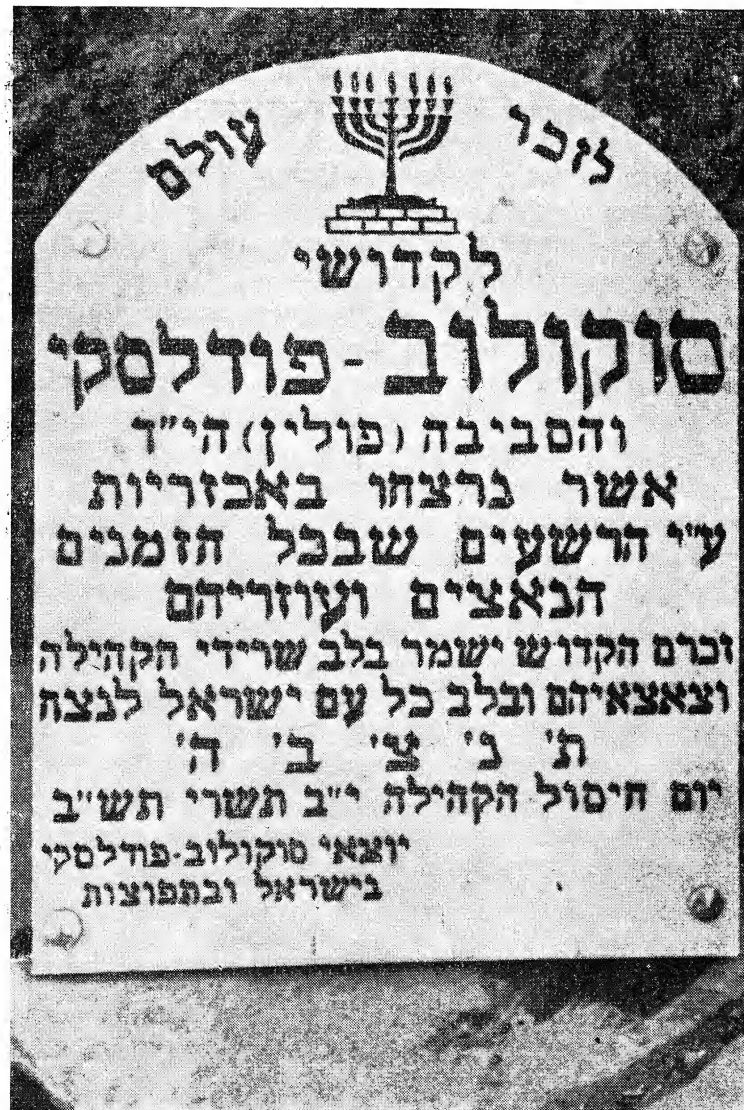 לזכר עולם
לקדושי
סוקולוב-פודלסקי
והסביבה (פולין) הי"ד
אשר נרצחו באכזריות
ע"י הרשעים שבכל הזמנים
הנאצים ועוזריהם
זכרם הקדוש ישמר בלב שרידי הקהילה
וצאצאיהם ובלב כל עם ישראל לנצח
ת' נ' צ' ב' ה'
יום חיסול הקהילה י"ב תשרי תש"ב
יוצאי סוקולוב-פודלסקי
בישראל ובתפוצות